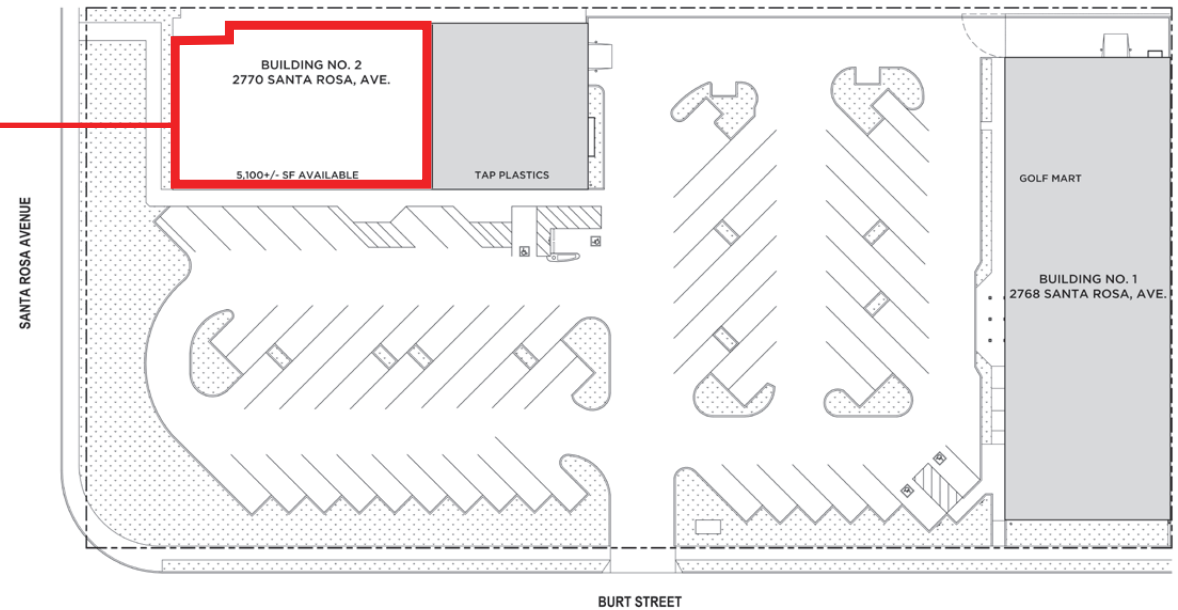 BUILDING NO. 2
2770 SANTA ROSA, AVE.
5,100+/- SF AVAILABLE
TAP PLASTICS
GOLF MART
BUILDING NO. 1
2768 SANTA ROSA, AVE.
SANTA ROSA AVENUE
BURT STREET